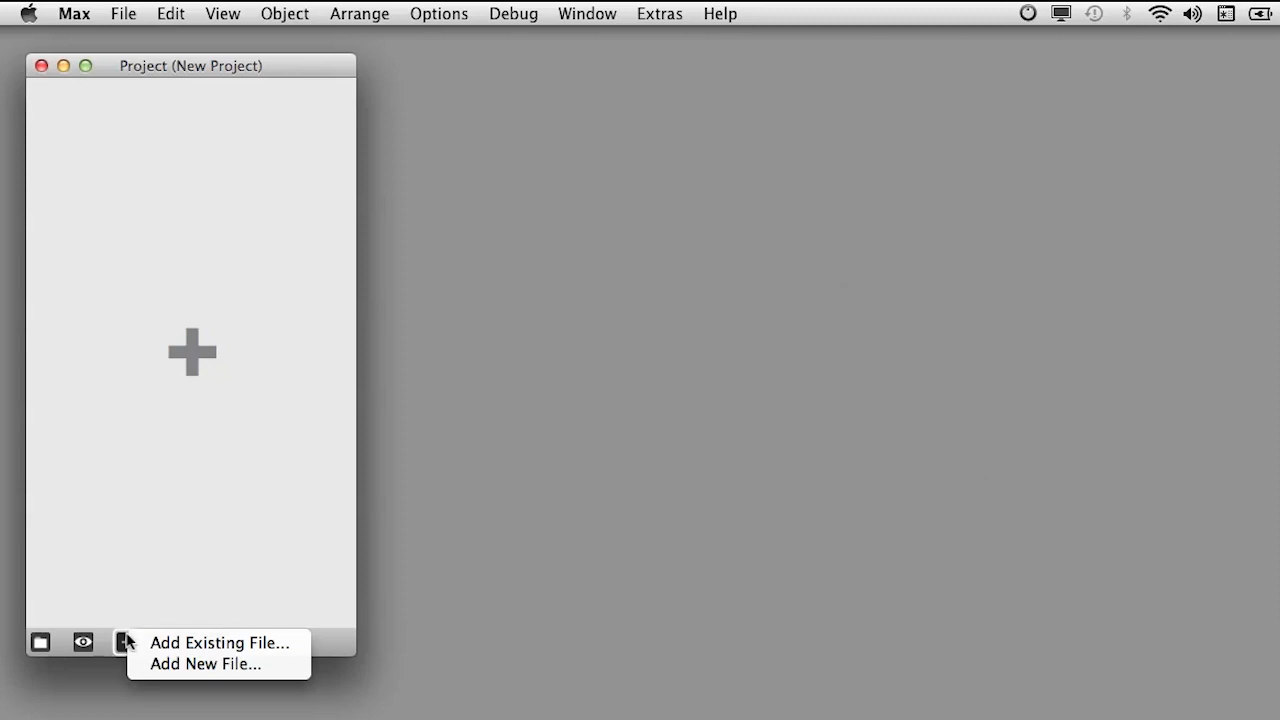 Max File Edit View Object Arrange Options Debug Window Extras Help
Project (New Project)
Add Existing File...
Add New File...